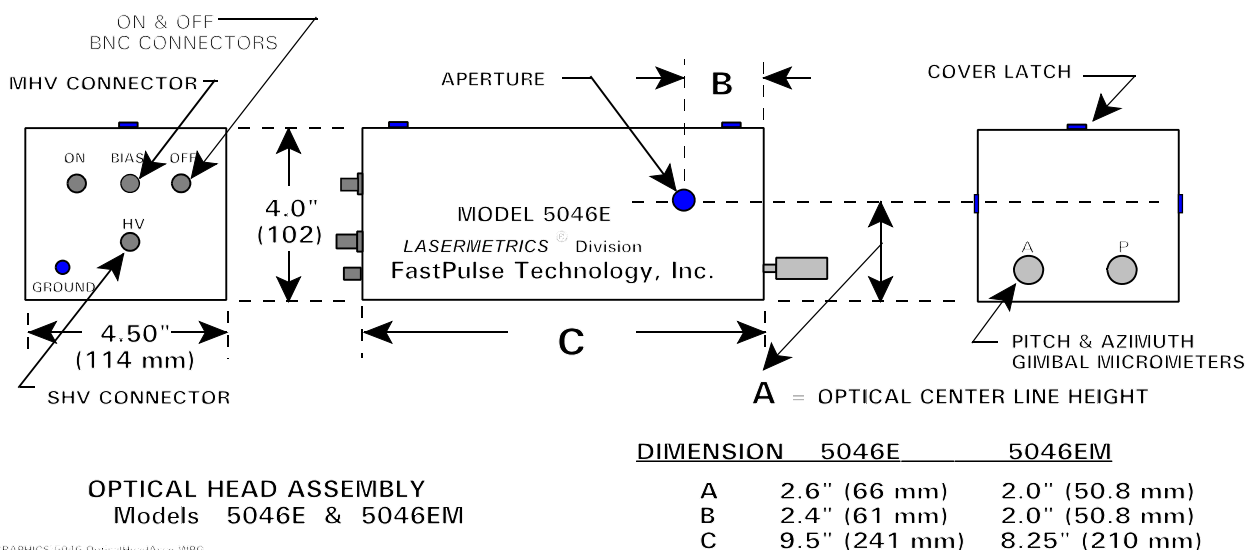 ON & OFF
BNC CONNECTORS
MHV CONNECTOR
APERTURE
B
COVER LATCH
ON BIAS OFF
HV
GROUND
4.0"
(102)
MODEL 5046E
LASERMETRICS ® Division
FastPulse Technology, Inc.
A P
4.50"
(114 mm)
C
SHV CONNECTOR
PITCH & AZIMUTH
GIMBAL MICROMETERS
A = OPTICAL CENTER LINE HEIGHT
OPTICAL HEAD ASSEMBLY
Models 5046E & 5046EM
DIMENSION 5046E 5046EM
A 2.6" (66 mm) 2.0" (50.8 mm)
B 2.4" (61 mm) 2.0" (50.8 mm)
C 9.5" (241 mm) 8.25" (210 mm)